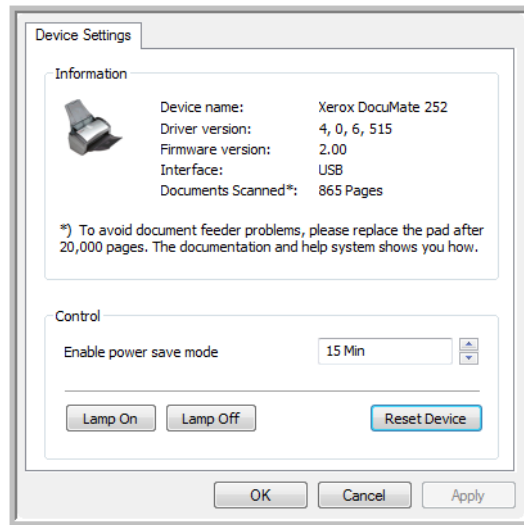 Device Settings
Information
Device name: Xerox DocuMate 252
Driver version: 4, 0, 6, 515
Firmware version: 2.00
Interface: USB
Documents Scanned*: 865 Pages
*) To avoid document feeder problems, please replace the pad after
20,000 pages. The documentation and help system shows you how.
Control
Enable power save mode 15 Min
Lamp On Lamp Off Reset Device
OK Cancel Apply